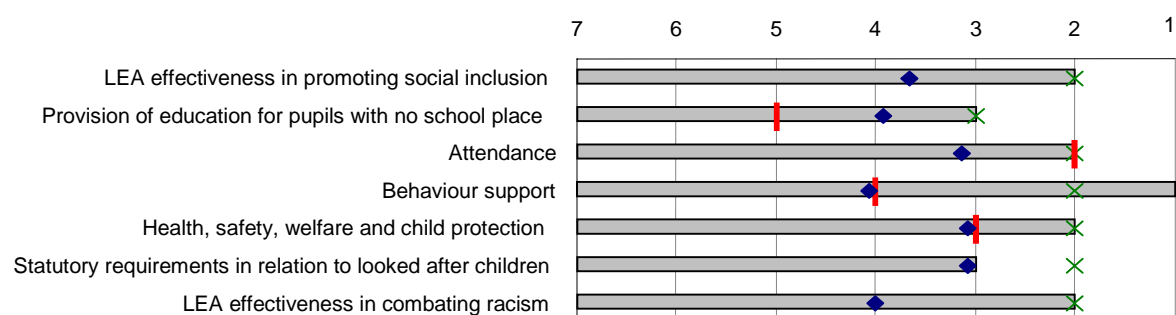 7 6 5 4 3 2 1
LEA effectiveness in promoting social inclusion
Provision of education for pupils with no school place
Attendance
Behaviour support
Health, safety, welfare and child protection
Statutory requirements in relation to looked after children
LEA effectiveness in combating racism